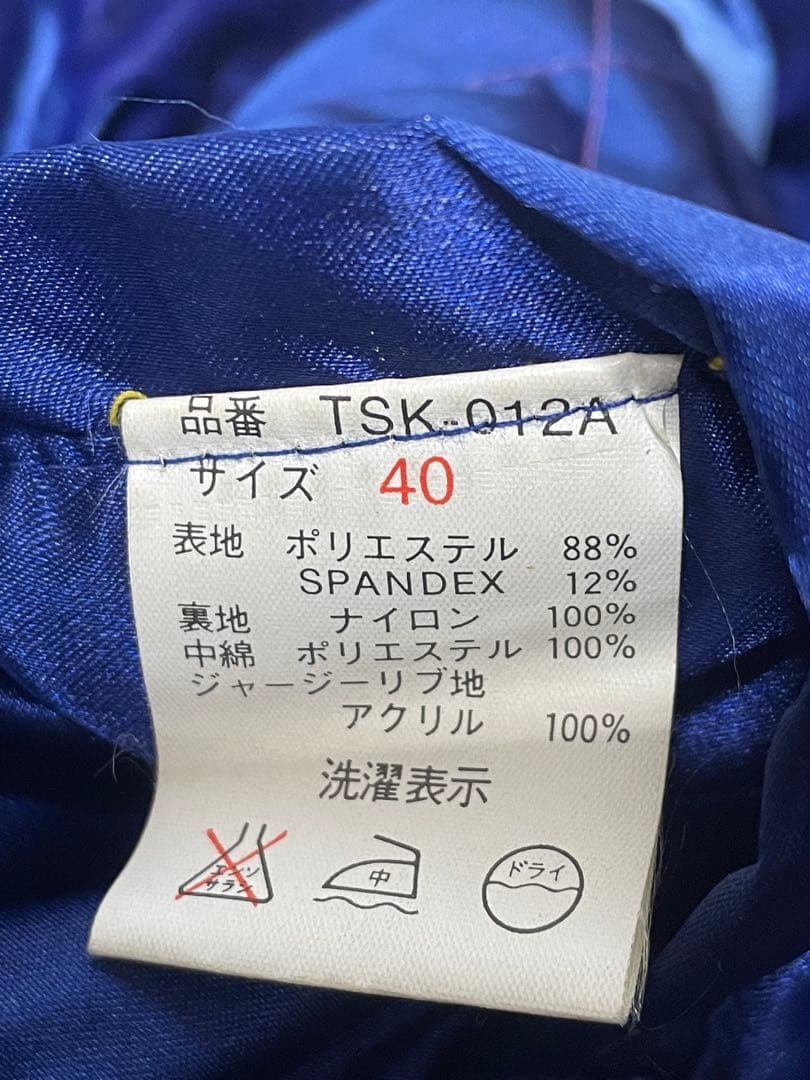 品番 TSK-012A
サイズ 40
表地 ポリエステル 88%
SPANDEX 12%
裏地 ナイロン 100%
中綿 ポリエステル 100%
ジャージーリブ地
アクリル 100%
洗濯表示
エンソサラシ 中 ドライ